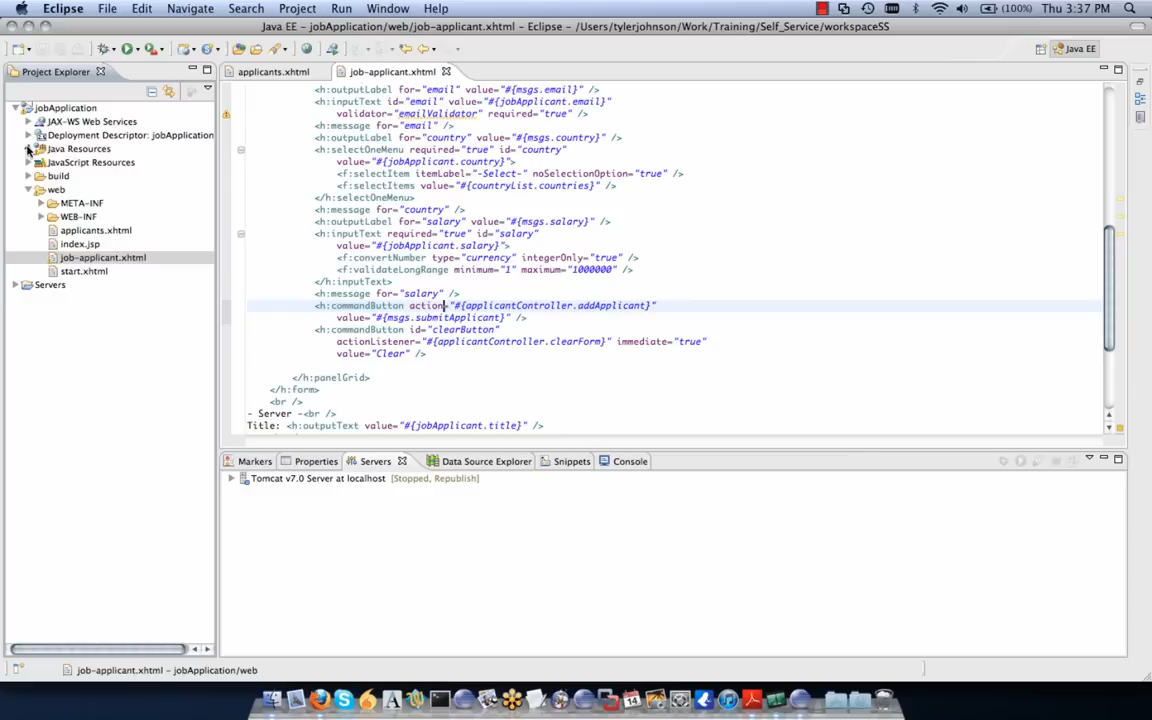 Eclipse File Edit Navigate Search Project Run Window Help (100%) Thu 3:37 PM
Java EE - jobApplication/web/job-applicant.xhtml - Eclipse - /Users/tylerjohnson/Work/Training/Self_Service/workspaceSS
Java EE
Project Explorer
jobApplication
JAX-WS Web Services
Deployment Descriptor: jobApplication
Java Resources
JavaScript Resources
build
web
META-INF
WEB-INF
applicants.xhtml
index.jsp
job-applicant.xhtml
start.xhtml
Servers
applicants.xhtml job-applicant.xhtml
<h:outputLabel for="email" value="#{msgs.email}" />
<h:inputText id="email" value="#{jobApplicant.email}"
validator="emailValidator" required="true" />
<h:message for="email" />
<h:outputLabel for="country" value="#{msgs.country}" />
<h:selectOneMenu required="true" id="country"
value="#{jobApplicant.country}">
<f:selectItem itemLabel="-Select-" noSelectionOption="true" />
<f:selectItems value="#{countryList.countries}" />
</h:selectOneMenu>
<h:message for="country" />
<h:outputLabel for="salary" value="#{msgs.salary}" />
<h:inputText required="true" id="salary"
value="#{jobApplicant.salary}">
<f:convertNumber type="currency" integerOnly="true" />
<f:validateLongRange minimum="1" maximum="1000000" />
</h:inputText>
<h:message for="salary" />
<h:commandButton action="#{applicantController.addApplicant}"
value="#{msgs.submitApplicant}" />
<h:commandButton id="clearButton"
actionListener="#{applicantController.clearForm}" immediate="true"
value="Clear" />
</h:panelGrid>
</h:form>
<br />
- Server -<br />
Title: <h:outputText value="#{jobApplicant.title}" />
Markers Properties Servers Data Source Explorer Snippets Console
Tomcat v7.0 Server at localhost [Stopped, Republish]
job-applicant.xhtml - jobApplication/web
14